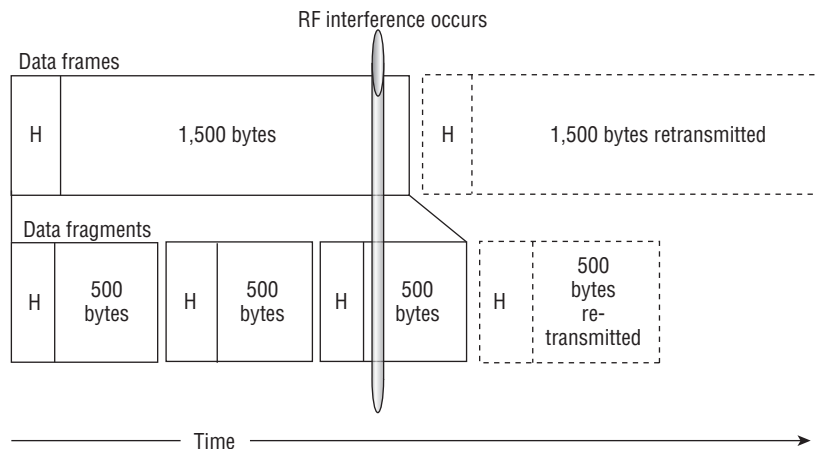 RF interference occurs
Data frames
H
1,500 bytes
H
1,500 bytes retransmitted
Data fragments
H
500
bytes
H
500
bytes
H
500
bytes
H
500
bytes
re-
transmitted
Time